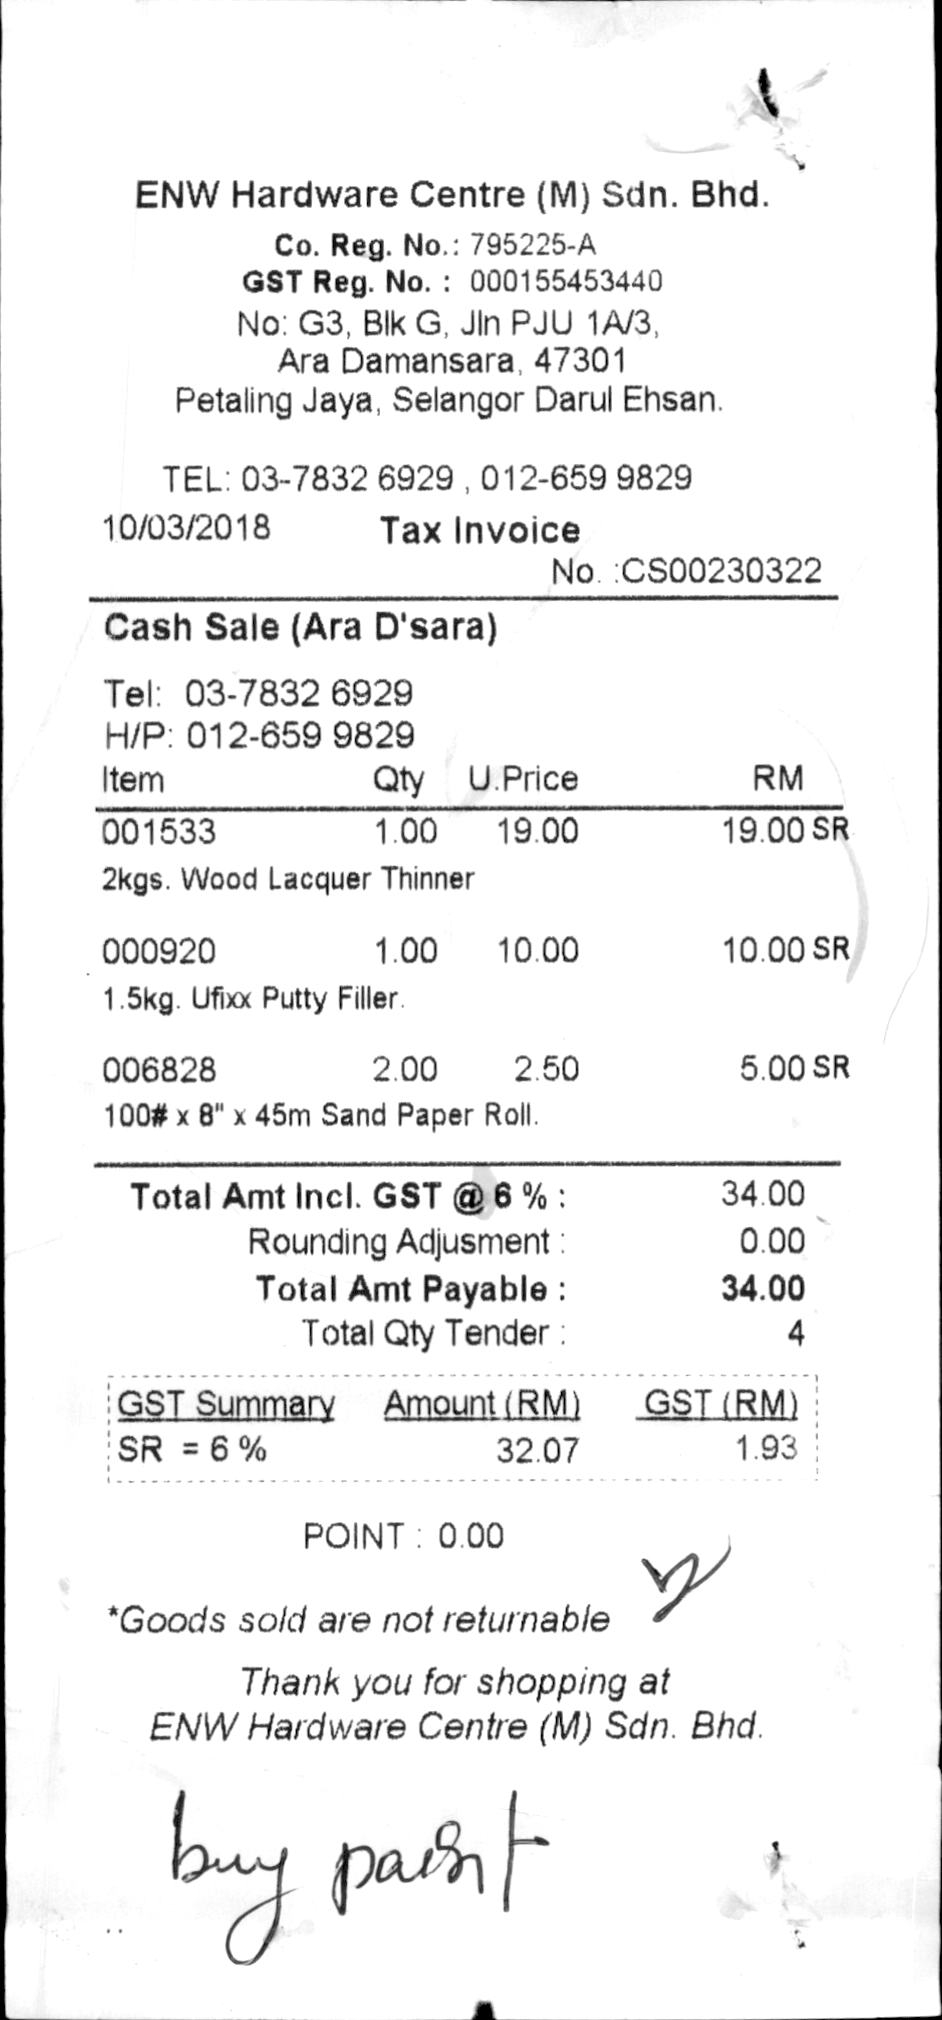 ENW Hardware Centre (M) Sdn. Bhd.
Co. Reg. No.: 795225-A
GST Reg. No. : 000155453440
No: G3, Blk G, Jln PJU 1A/3,
Ara Damansara, 47301
Petaling Jaya, Selangor Darul Ehsan.
TEL: 03-7832 6929 , 012-659 9829
10/03/2018 Tax Invoice
No. :CS00230322
Cash Sale (Ara D'sara)
Tel: 03-7832 6929
H/P: 012-659 9829
Item Qty U.Price RM
001533 1.00 19.00 19.00 SR
2kgs. Wood Lacquer Thinner
000920 1.00 10.00 10.00 SR
1.5kg. Ufixx Putty Filler.
006828 2.00 2.50 5.00 SR
100# x 8" x 45m Sand Paper Roll.
Total Amt Incl. GST @ 6 % : 34.00
Rounding Adjusment : 0.00
Total Amt Payable : 34.00
Total Qty Tender : 4
GST Summary Amount (RM) GST (RM)
SR = 6 % 32.07 1.93
POINT : 0.00
*Goods sold are not returnable
Thank you for shopping at
ENW Hardware Centre (M) Sdn. Bhd.
buy paint